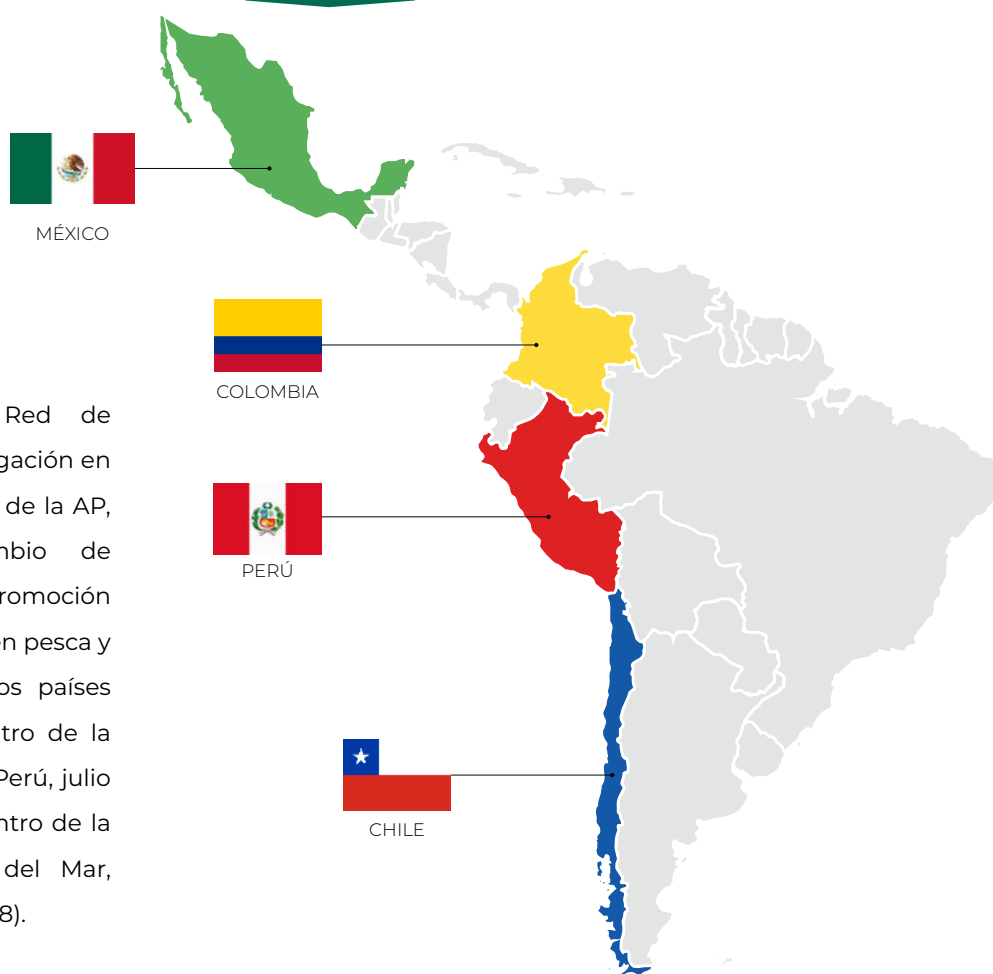 MÉXICO
COLOMBIA
Red de
gación en
de la AP,
mbio de
romoción
en pesca y
os países
tro de la
Perú, julio
ntro de la
del Mar,
8).
PERÚ
CHILE